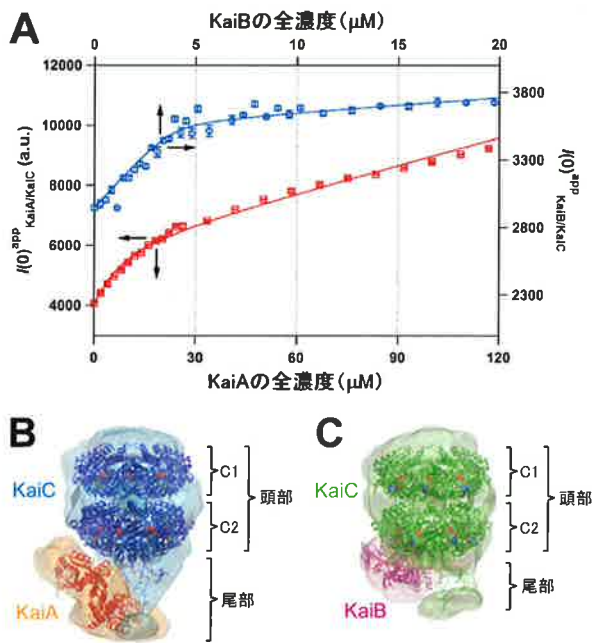 A
KaiBの全濃度(μM)
0 5 10 15 20
12000
10000
8000
6000
4000
I(0)app KaiA/KaiC (a.u.)
3800
3300
2800
2300
I(0)app KaiB/KaiC
0 30 60 90 120
KaiAの全濃度(μM)
B
KaiC
C1
頭部
C2
尾部
KaiA
C
KaiC
C1
頭部
C2
尾部
KaiB